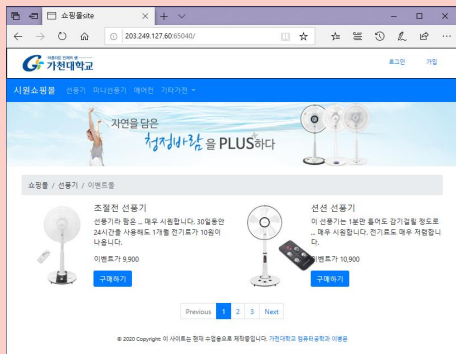 쇼핑몰site
203.249.127.60:65040/
가천대학교
로그인 가입
시원쇼핑몰 선풍기 미니선풍기 에어컨 기타가전
자연을 담은
청정바람을 PLUS하다
쇼핑몰 / 선풍기 / 이벤트몰
초절전 선풍기
선풍기라 함은 .. 매우 시원합니다. 30일동안
24시간을 사용해도 1개월 전기료가 10원이
나옵니다.
이벤트가 9,900
구매하기
션션 선풍기
이 선풍기는 1분만 틀어도 감기걸릴 정도로
... 매우 시원합니다. 전기료도 매우 저렴합니
다.
이벤트가 10,900
구매하기
Previous 1 2 3 Next
© 2020 Copyright: 이 사이트는 현재 수업용으로 제작중입니다. 가천대학교 컴퓨터공학과 이병문